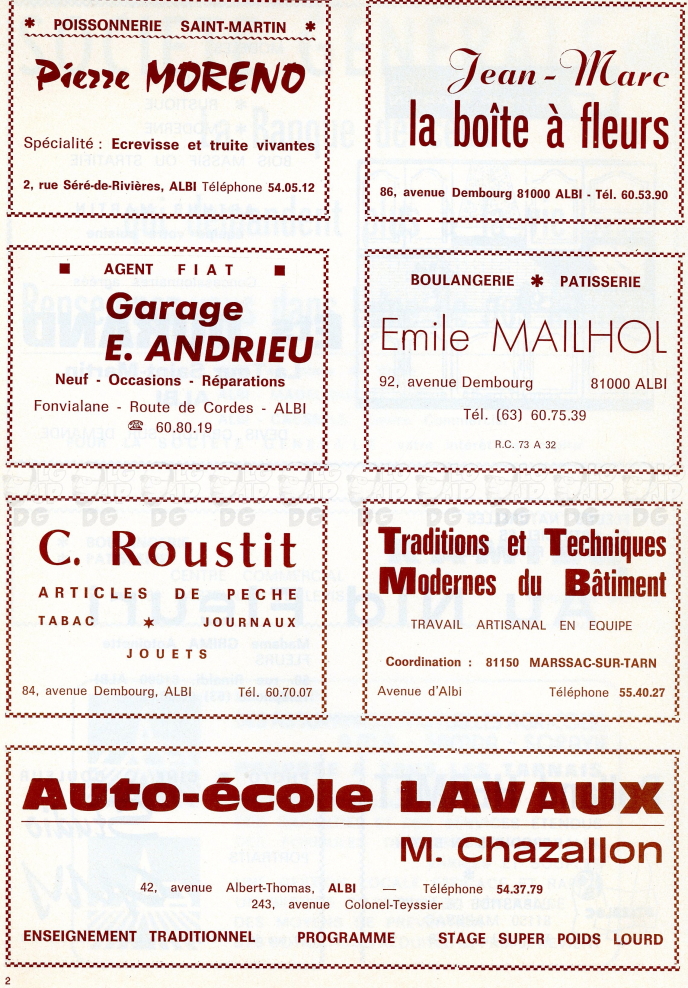 * POISSONNERIE SAINT-MARTIN *
Pierre MORENO
Spécialité : Ecrevisse et truite vivantes
2, rue Séré-de-Rivières, ALBI Téléphone 54.05.12
Jean-Marc
la boîte à fleurs
86, avenue Dembourg 81000 ALBI - Tél. 60.53.90
■ AGENT FIAT ■
Garage
E. ANDRIEU
Neuf - Occasions - Réparations
Fonvialane - Route de Cordes - ALBI
☎ 60.80.19
BOULANGERIE * PATISSERIE
Emile MAILHOL
92, avenue Dembourg 81000 ALBI
Tél. (63) 60.75.39
R.C. 73 A 32
C. Roustit
ARTICLES DE PECHE
TABAC * JOURNAUX
JOUETS
84, avenue Dembourg, ALBI Tél. 60.70.07
Traditions et Techniques
Modernes du Bâtiment
TRAVAIL ARTISANAL EN EQUIPE
Coordination : 81150 MARSSAC-SUR-TARN
Avenue d'Albi Téléphone 55.40.27
Auto-école LAVAUX
M. Chazallon
42, avenue Albert-Thomas, ALBI — Téléphone 54.37.79
243, avenue Colonel-Teyssier
ENSEIGNEMENT TRADITIONNEL PROGRAMME STAGE SUPER POIDS LOURD
2